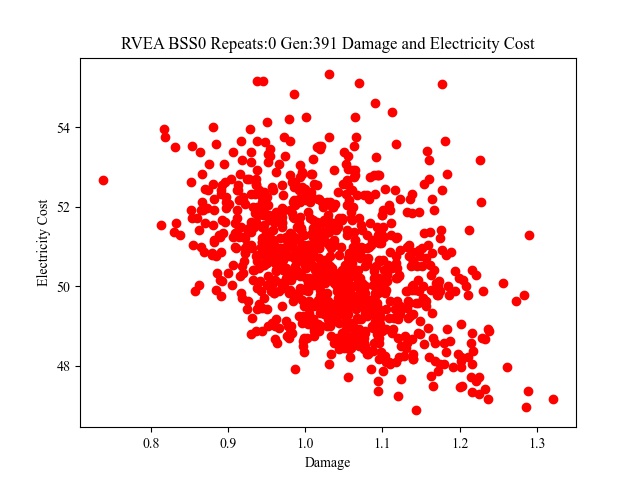 RVEA BSS0 Repeats:0 Gen:391 Damage and Electricity Cost
54
52
50
48
Electricity Cost
0.8 0.9 1.0 1.1 1.2 1.3
Damage